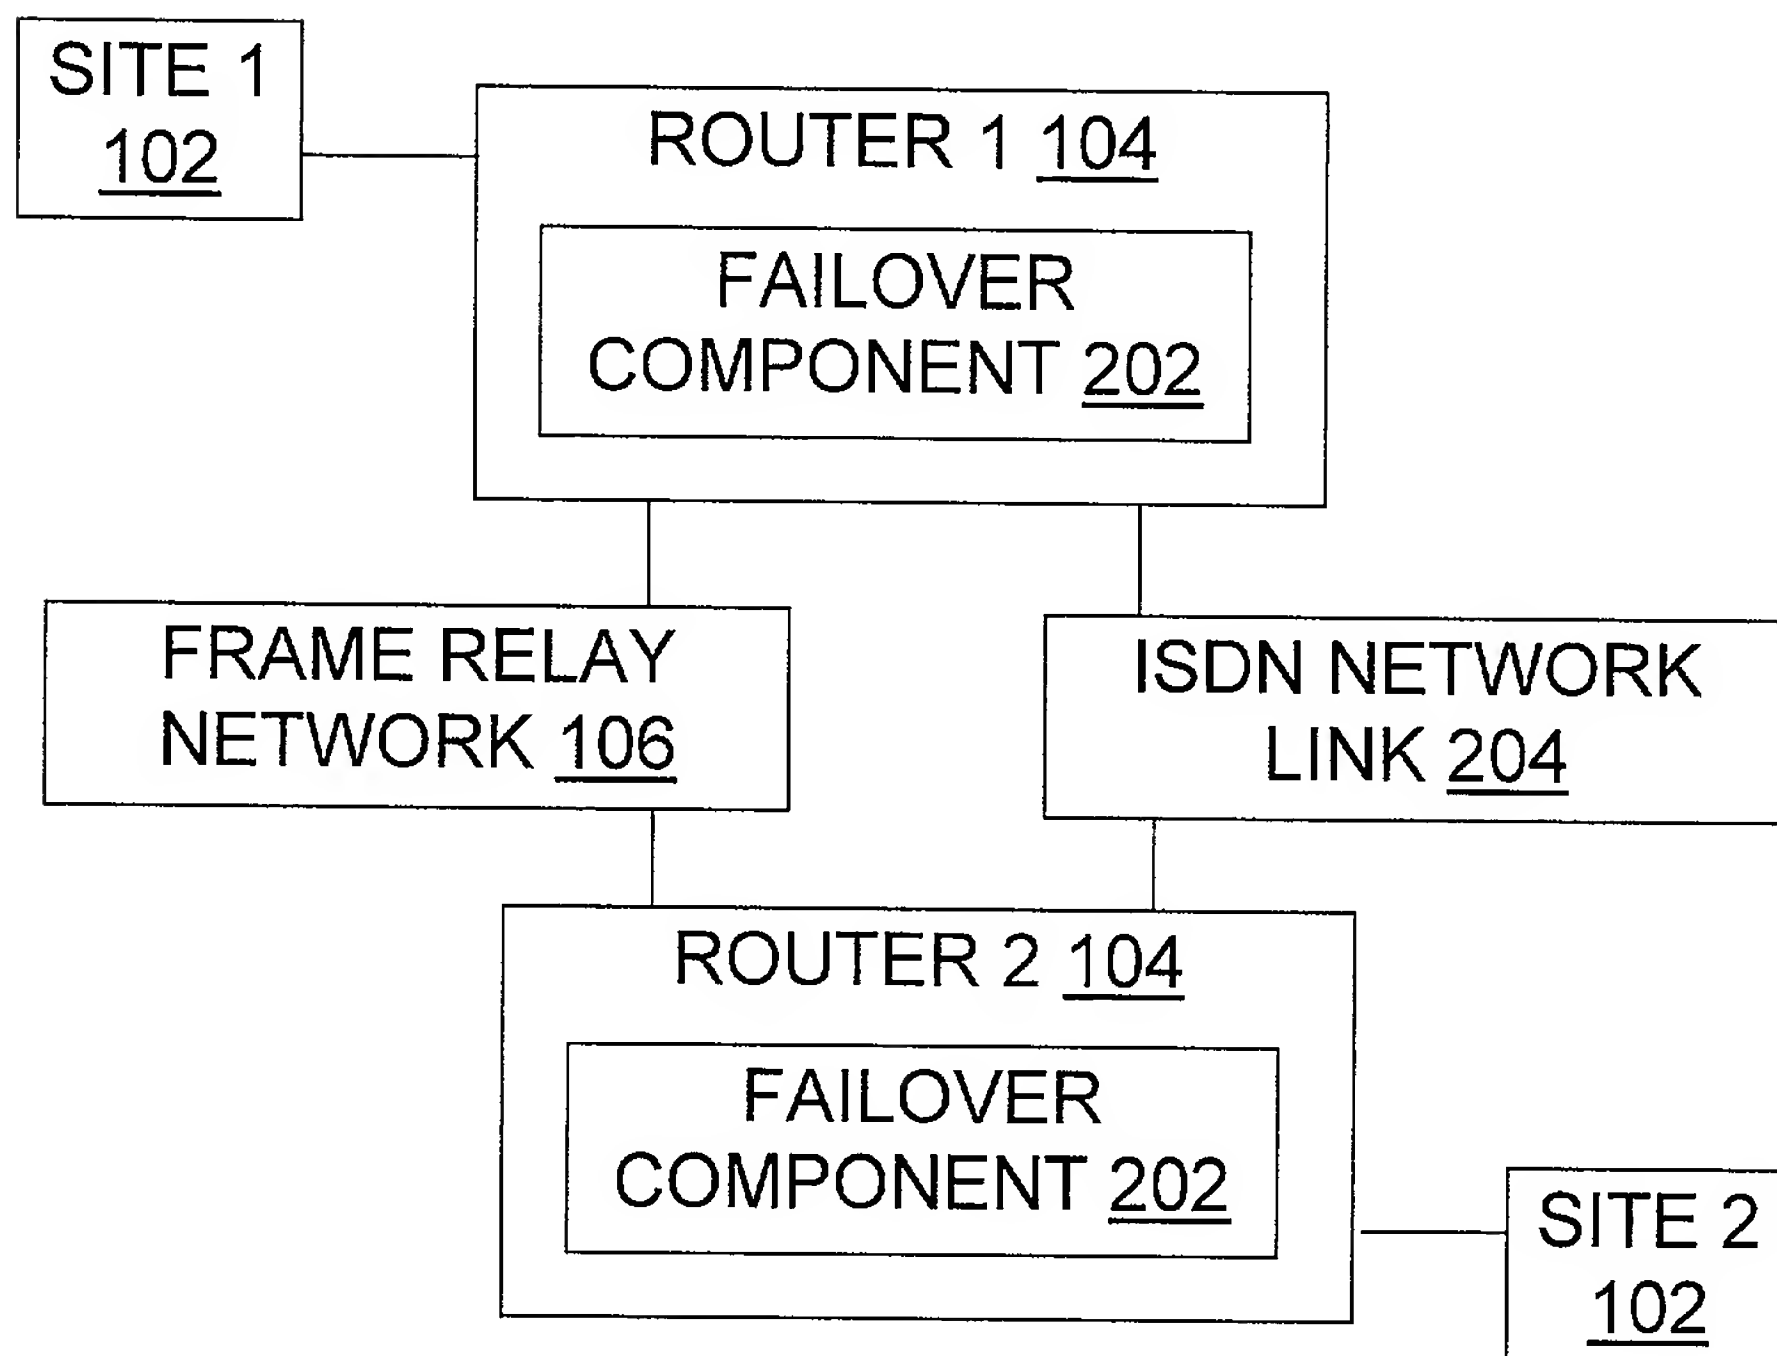 SITE 1
102
ROUTER 1 104
FAILOVER
COMPONENT 202
FRAME RELAY
NETWORK 106
ISDN NETWORK
LINK 204
ROUTER 2 104
FAILOVER
COMPONENT 202
SITE 2
102